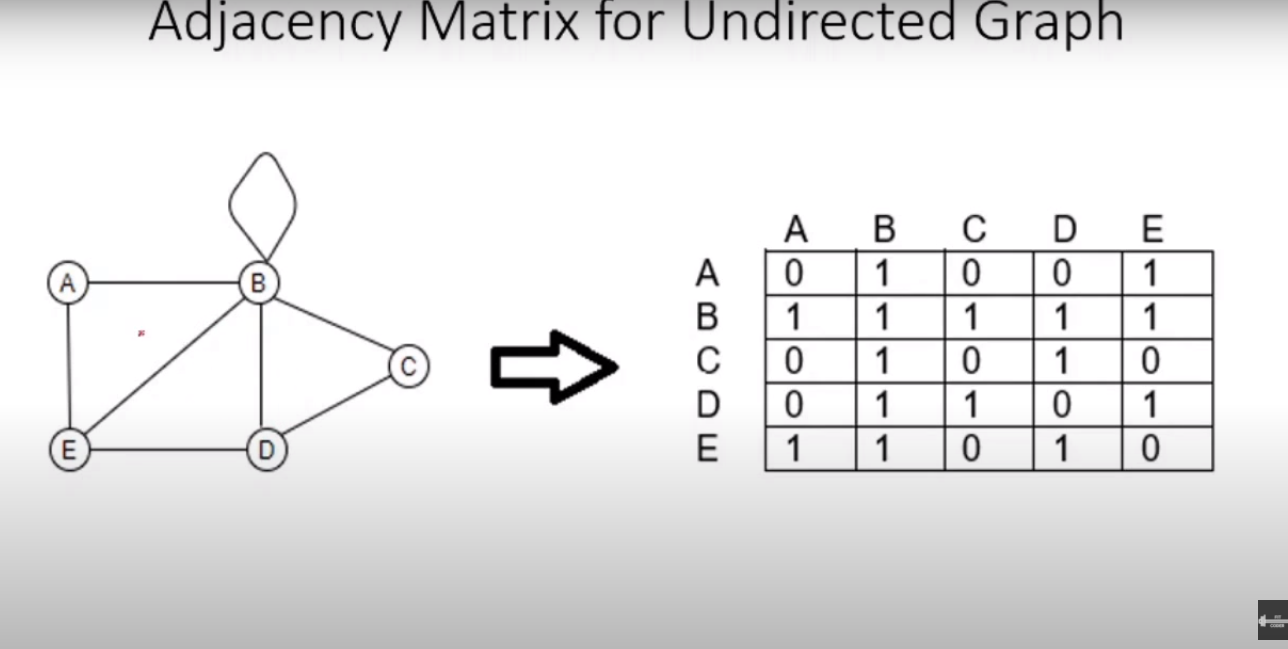 Adjacency Matrix for Undirected Graph
A B C D E
A B
C
E D
A 0 1 0 0 1
B 1 1 1 1 1
C 0 1 0 1 0
D 0 1 1 0 1
E 1 1 0 1 0